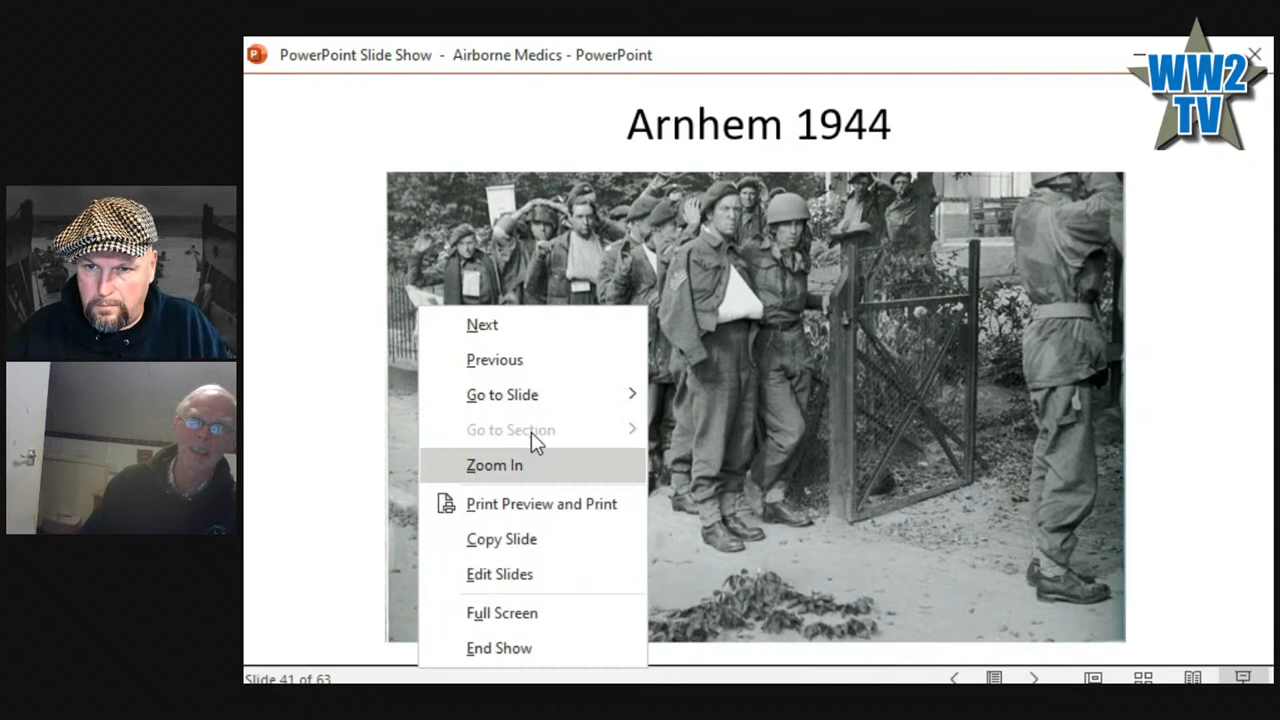 PowerPoint Slide Show - Airborne Medics - PowerPoint
WW2
TV
Arnhem 1944
Next
Previous
Go to Slide
Go to Section
Zoom In
Print Preview and Print
Copy Slide
Edit Slides
Full Screen
End Show
Slide 41 of 63